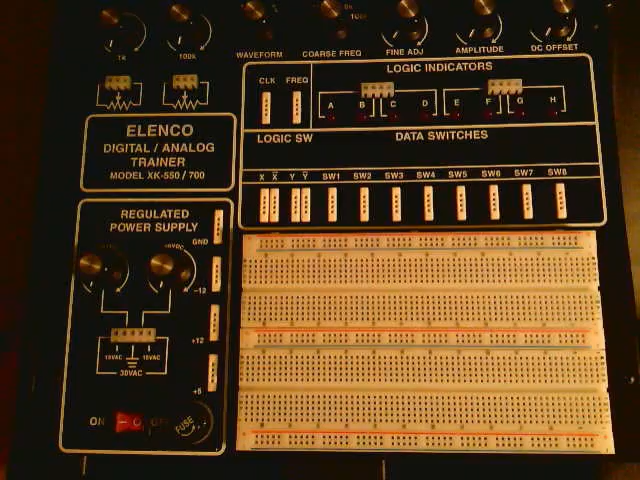 1k
100k
WAVEFORM
COARSE FREQ
FINE ADJ
AMPLITUDE
DC OFFSET
LOGIC INDICATORS
CLK FREQ
A B C D E F G H
LOGIC SW
DATA SWITCHES
X X̅ Y Y̅ SW1 SW2 SW3 SW4 SW5 SW6 SW7 SW8
ELENCO
DIGITAL / ANALOG
TRAINER
MODEL XK-550 / 700
REGULATED
POWER SUPPLY
GND
-12
+12
15VAC 15VAC
30VAC
+5
ON
FUSE